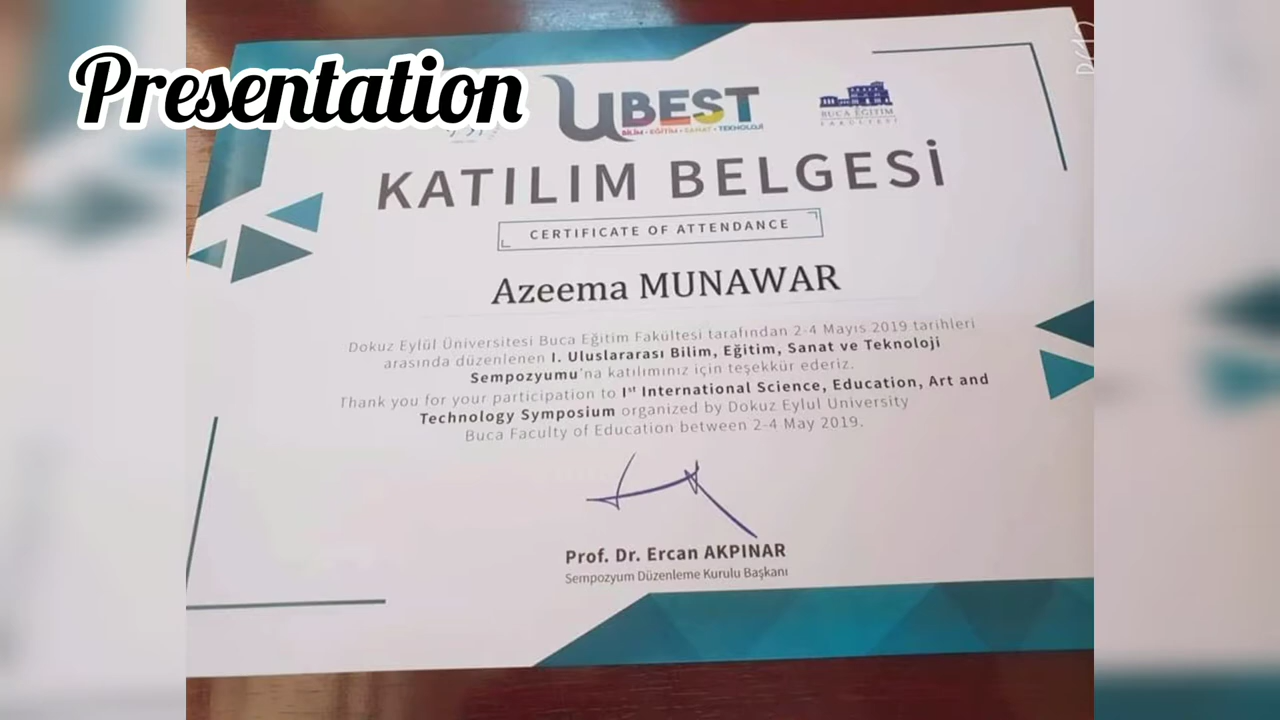 Presentation
UBEST
BİLİM • EĞİTİM • SANAT • TEKNOLOJİ
BUCA EĞİTİM
FAKÜLTESİ
KATILIM BELGESİ
CERTIFICATE OF ATTENDANCE
Azeema MUNAWAR
Dokuz Eylül Üniversitesi Buca Eğitim Fakültesi tarafından 2-4 Mayıs 2019 tarihleri
arasında düzenlenen I. Uluslararası Bilim, Eğitim, Sanat ve Teknoloji
Sempozyumu'na katılımınız için teşekkür ederiz.
Thank you for your participation to 1st International Science, Education, Art and
Technology Symposium organized by Dokuz Eylul University
Buca Faculty of Education between 2-4 May 2019.
Prof. Dr. Ercan AKPINAR
Sempozyum Düzenleme Kurulu Başkanı